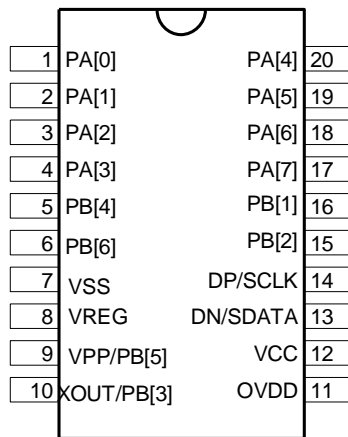 1 PA[0] PA[4] 20
2 PA[1] PA[5] 19
3 PA[2] PA[6] 18
4 PA[3] PA[7] 17
5 PB[4] PB[1] 16
6 PB[6] PB[2] 15
7 VSS DP/SCLK 14
8 VREG DN/SDATA 13
9 VPP/PB[5] VCC 12
10 XOUT/PB[3] OVDD 11